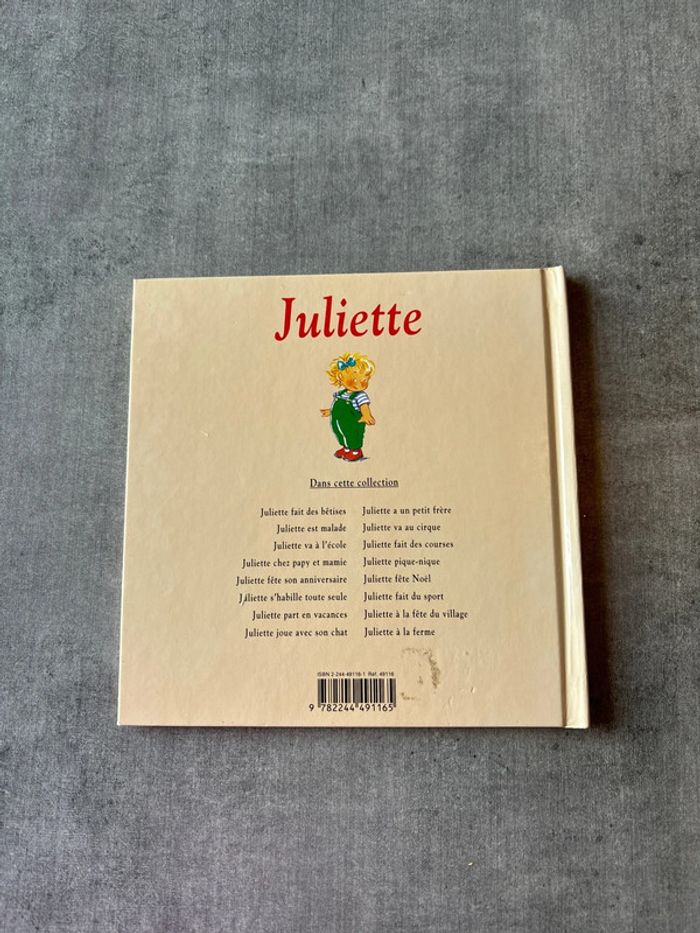 Juliette
Dans cette collection
Juliette fait des bêtises
Juliette est malade
Juliette va à l'école
Juliette chez papy et mamie
Juliette fête son anniversaire
Juliette s'habille toute seule
Juliette part en vacances
Juliette joue avec son chat
Juliette a un petit frère
Juliette va au cirque
Juliette fait des courses
Juliette pique-nique
Juliette fête Noël
Juliette fait du sport
Juliette à la fête du village
Juliette à la ferme
ISBN 2-244-49116-1 Réf. 49116
9 782244 491165